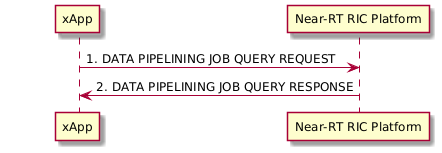 xApp
Near-RT RIC Platform
1. DATA PIPELINING JOB QUERY REQUEST
2. DATA PIPELINING JOB QUERY RESPONSE
xApp
Near-RT RIC Platform